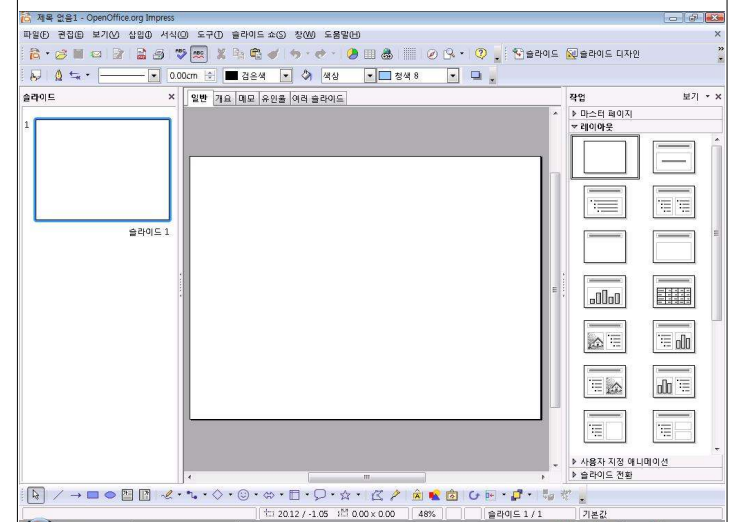 제목 없음1 - OpenOffice.org Impress
파일(F) 편집(E) 보기(V) 삽입(I) 서식(O) 도구(T) 슬라이드 쇼(S) 창(W) 도움말(H)
슬라이드 슬라이드 디자인
0.00cm 검은색 색상 청색 8
슬라이드
일반 개요 메모 유인물 여러 슬라이드
작업 보기
마스터 페이지
레이아웃
1
슬라이드 1
사용자 지정 애니메이션
슬라이드 전환
20.12 / -1.05 0.00 x 0.00 48% 슬라이드 1 / 1 기본값